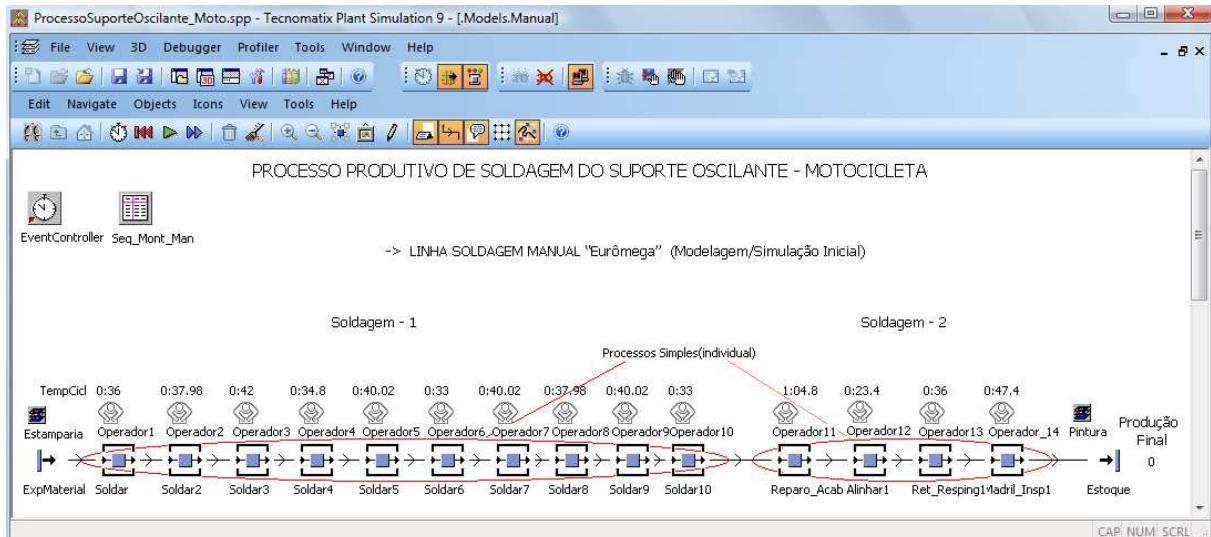 ProcessoSuporteOscilante_Moto.spp - Tecnomatix Plant Simulation 9 - [.Models.Manual]
File View 3D Debugger Profiler Tools Window Help
Edit Navigate Objects Icons View Tools Help
PROCESSO PRODUTIVO DE SOLDAGEM DO SUPORTE OSCILANTE - MOTOCICLETA
EventController Seq_Mont_Man
-> LINHA SOLDAGEM MANUAL "Eurômega" (Modelagem/Simulação Inicial)
Soldagem - 1 Soldagem - 2
Processos Simples(individual)
TempCicl 0:36 0:37.98 0:42 0:34.8 0:40.02 0:33 0:40.02 0:37.98 0:40.02 0:33 1:04.8 0:23.4 0:36 0:47.4
Estamparia Operador1 Operador2 Operador3 Operador4 Operador5 Operador6 Operador7 Operador8 Operador9 Operador10 Operador11 Operador12 Operador13 Operador_14 Pintura Produção
Final
0
ExpMaterial Soldar Soldar2 Soldar3 Soldar4 Soldar5 Soldar6 Soldar7 Soldar8 Soldar9 Soldar10 Reparo_Acab Alinhar1 Ret_Resping1 Madril_Insp1 Estoque
CAP NUM SCRL